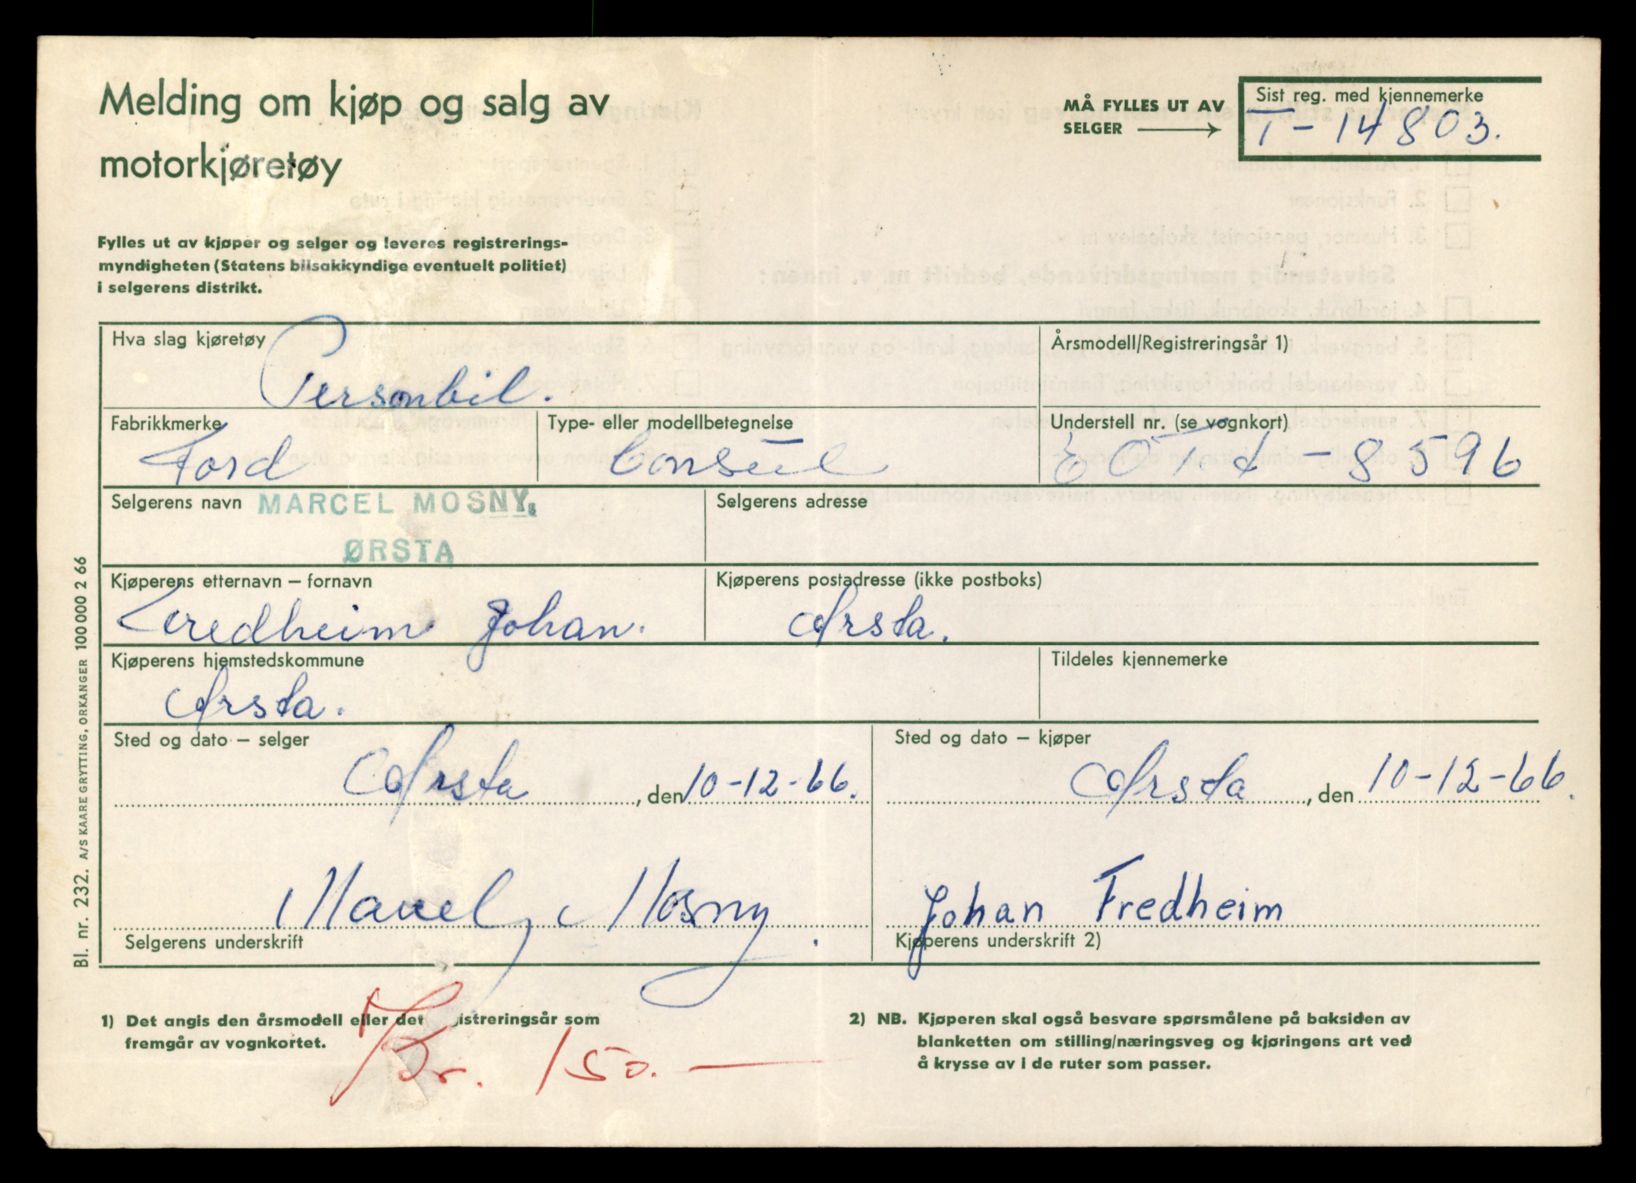 Melding om kjøp og salg av
motorkjøretøy
MÅ FYLLES UT AV
SELGER
Sist reg. med kjennemerke
T-14803.
Fylles ut av kjøper og selger og leveres registrerings-
myndigheten (Statens bilsakkyndige eventuelt politiet)
i selgerens distrikt.
Hva slag kjøretøy
Personbil.
Årsmodell/Registreringsår 1)
Fabrikkmerke
Ford
Type- eller modellbetegnelse
Consul
Understell nr. (se vognkort)
EOTA-8596
Selgerens navn MARCEL MOSNY,
ØRSTA
Selgerens adresse
Kjøperens etternavn – fornavn
Fredheim Johan.
Kjøperens postadresse (ikke postboks)
Ørsta.
Kjøperens hjemstedskommune
Ørsta.
Tildeles kjennemerke
Sted og dato – selger
Ørsta, den 10-12-66.
Sted og dato – kjøper
Ørsta, den 10-12-66.
Marcel Mosny.
Selgerens underskrift
Johan Fredheim
Kjøperens underskrift 2)
1) Det angis den årsmodell eller det istreringsår som
fremgår av vognkortet.
Kr. 150.—
2) NB. Kjøperen skal også besvare spørsmålene på baksiden av
blanketten om stilling/næringsveg og kjøringens art ved
å krysse av i de ruter som passer.
Bl. nr. 232. A/S KAARE GRYTTING, ORKANGER 100 000 2 66